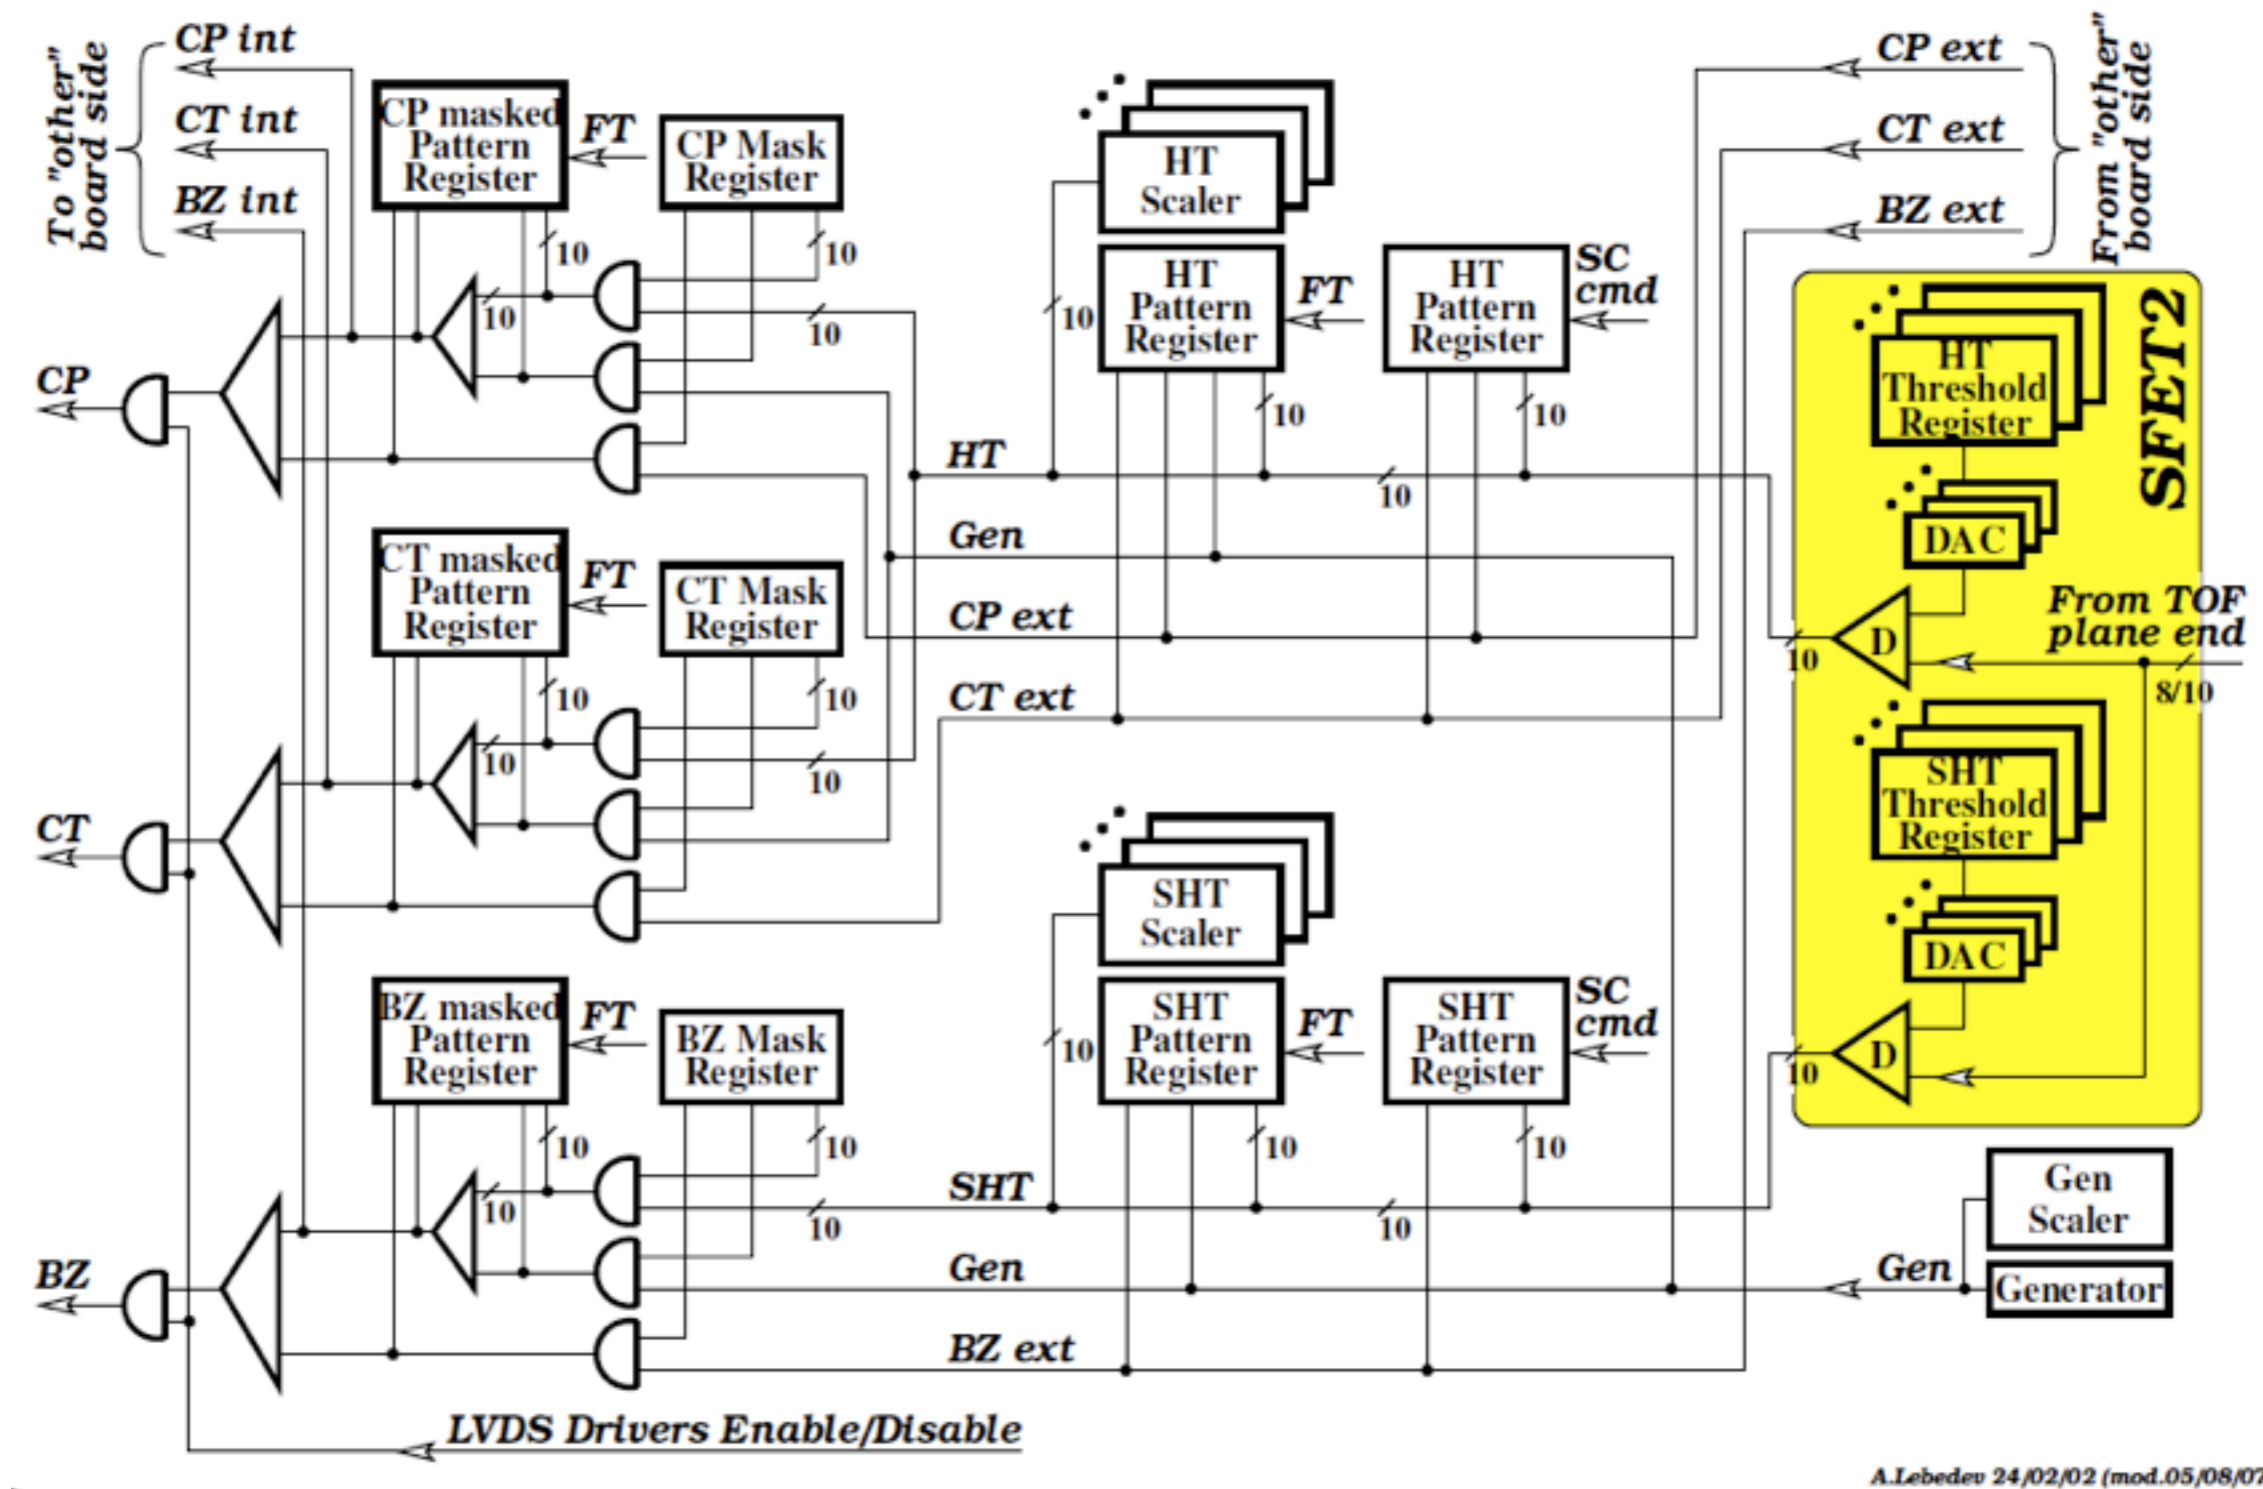 To "other"
board side
CP int
CT int
BZ int
CP masked
Pattern
Register
FT
CP Mask
Register
10
10
10
10
CP
HT
Scaler
10
HT
Pattern
Register
FT
HT
Pattern
Register
SC
cmd
10
10
CP ext
CT ext
BZ ext
From "other"
board side
SFET2
HT
Threshold
Register
DAC
D
10
From TOF
plane end
8/10
SHT
Threshold
Register
DAC
D
10
HT
10
Gen
CP ext
CT ext
CT masked
Pattern
Register
FT
CT Mask
Register
10
10
10
10
CT
SHT
Scaler
10
SHT
Pattern
Register
FT
SHT
Pattern
Register
SC
cmd
10
10
BZ masked
Pattern
Register
FT
BZ Mask
Register
10
10
10
10
BZ
SHT
10
Gen
BZ ext
Gen
Scaler
Gen
Generator
LVDS Drivers Enable/Disable
A.Lebedev 24/02/02 (mod.05/08/07